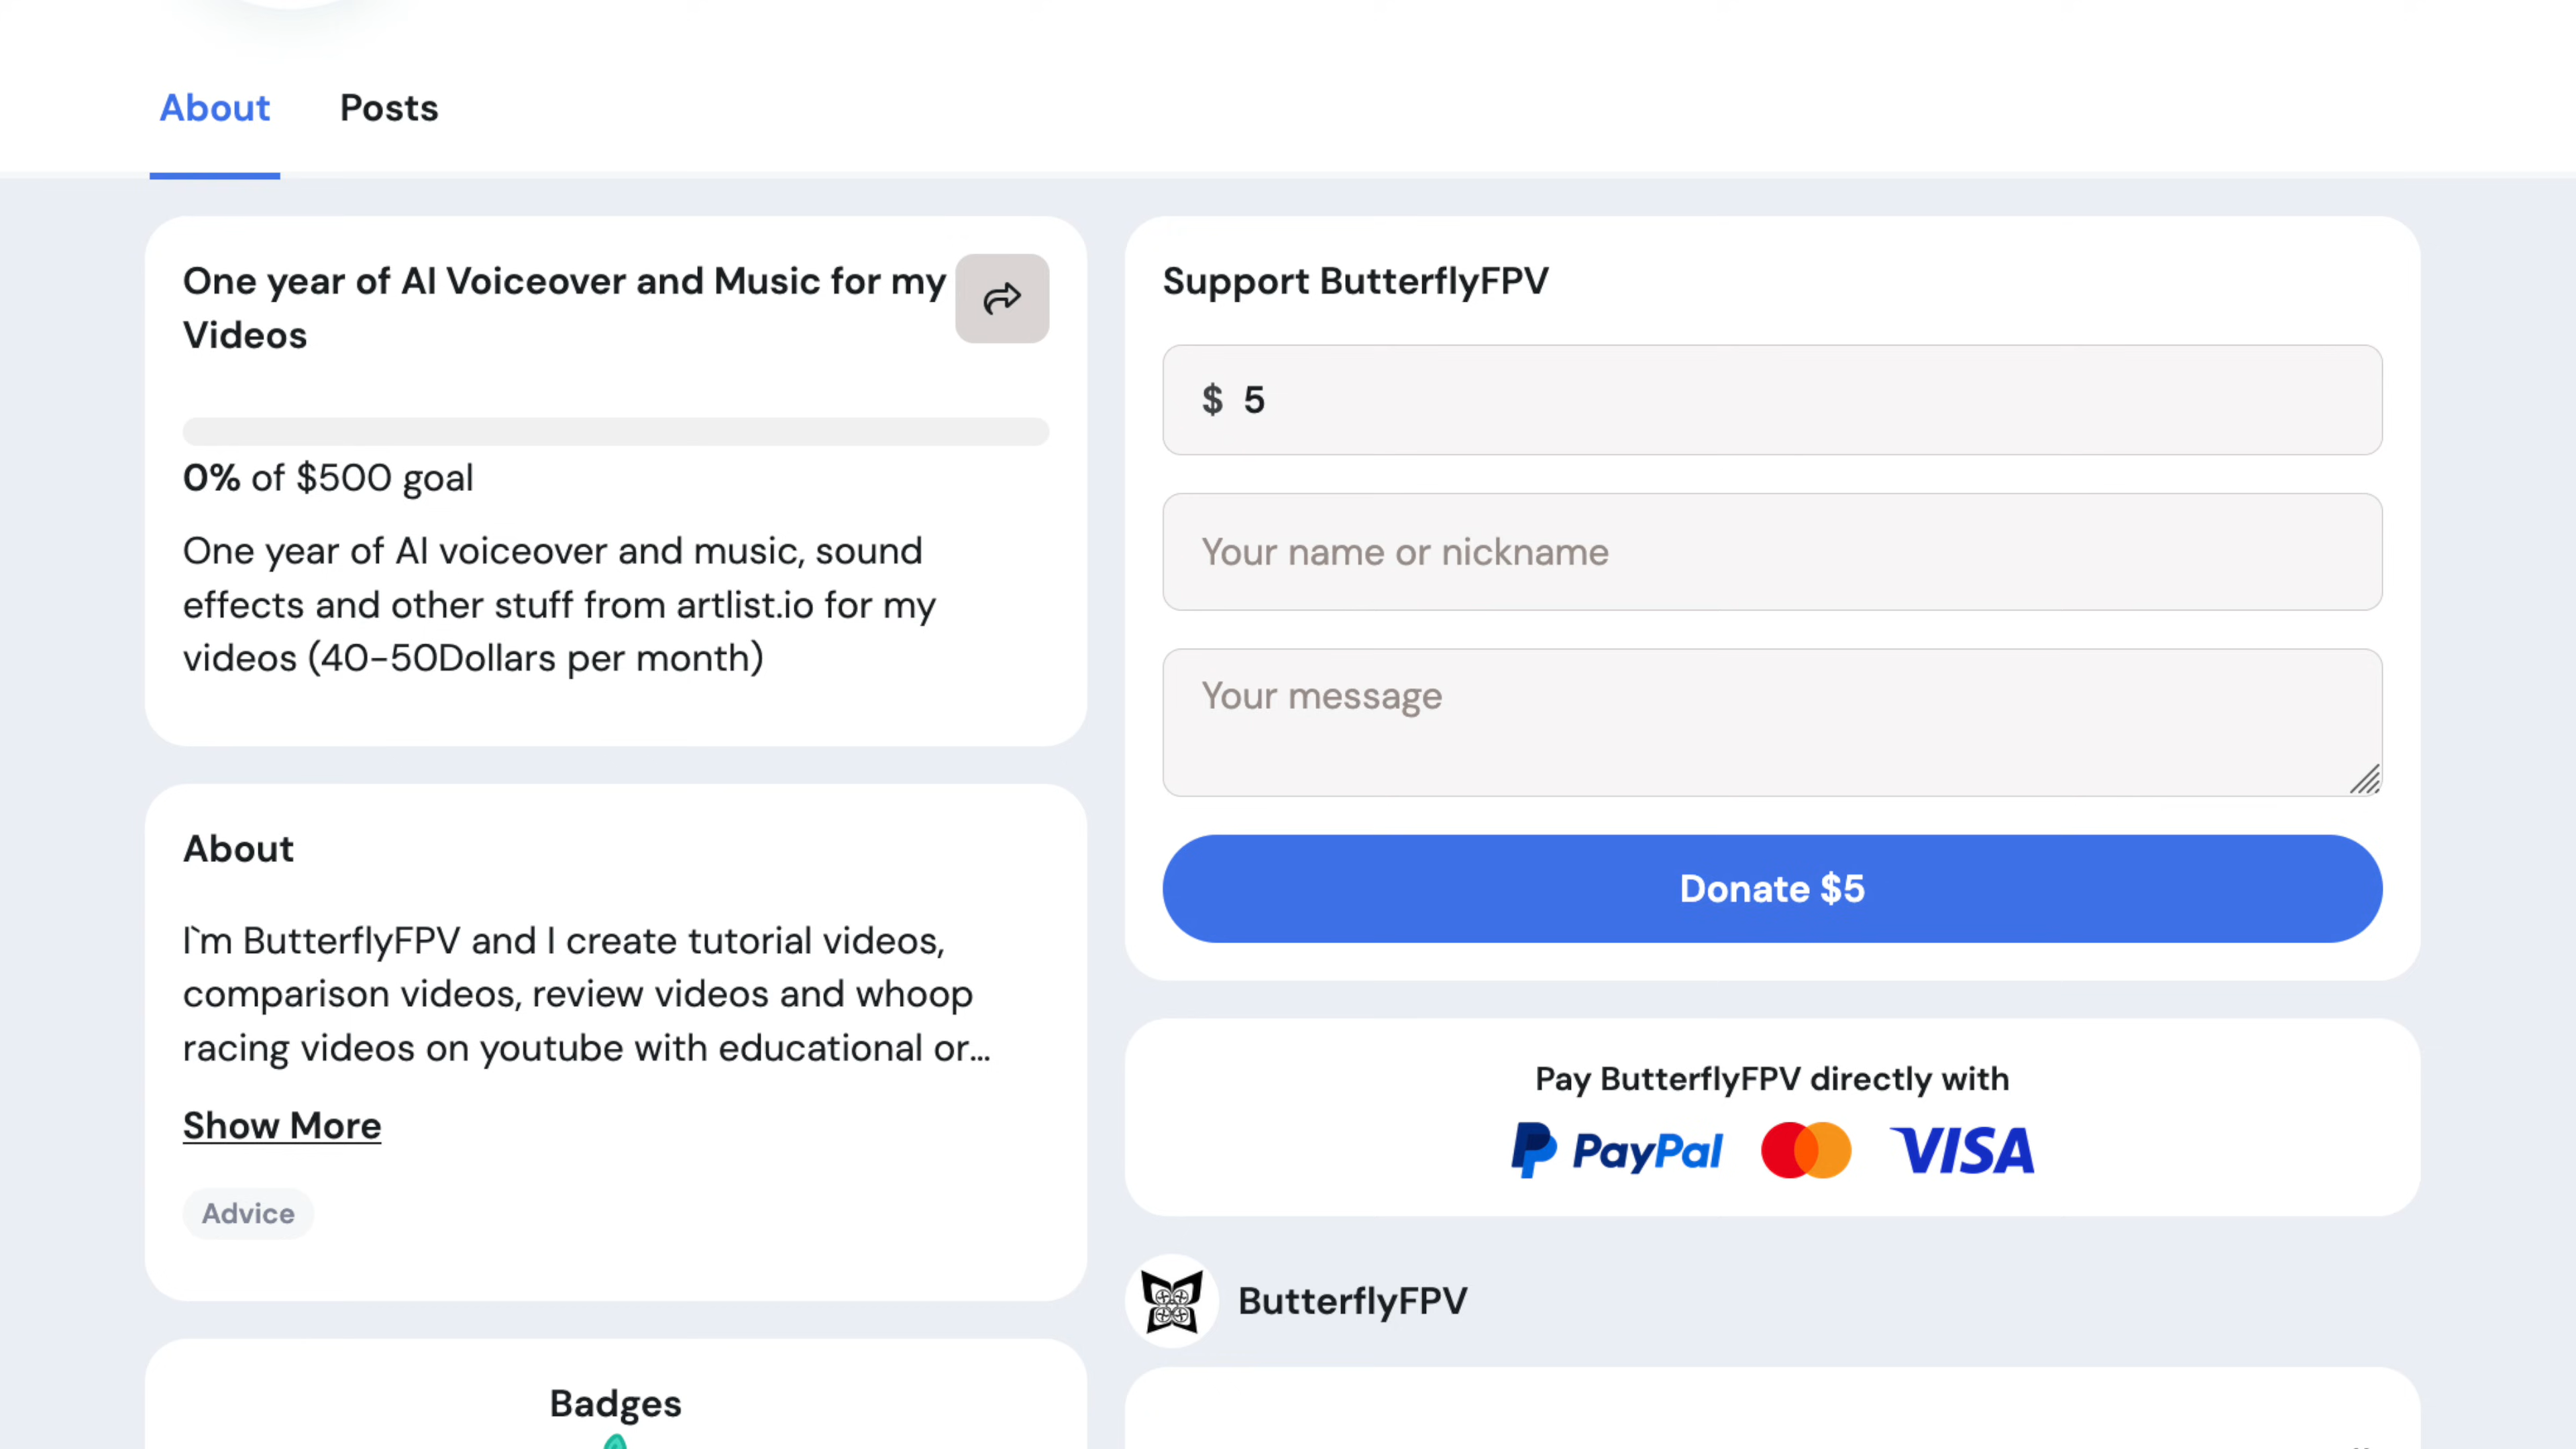 About
Posts
One year of AI Voiceover and Music for my
Videos
0% of $500 goal
One year of AI voiceover and music, sound
effects and other stuff from artlist.io for my
videos (40-50Dollars per month)
About
I`m ButterflyFPV and I create tutorial videos,
comparison videos, review videos and whoop
racing videos on youtube with educational or...
Show More
Advice
Badges
Support ButterflyFPV
$ 5
Your name or nickname
Your message
Donate $5
Pay ButterflyFPV directly with
PayPal VISA
ButterflyFPV